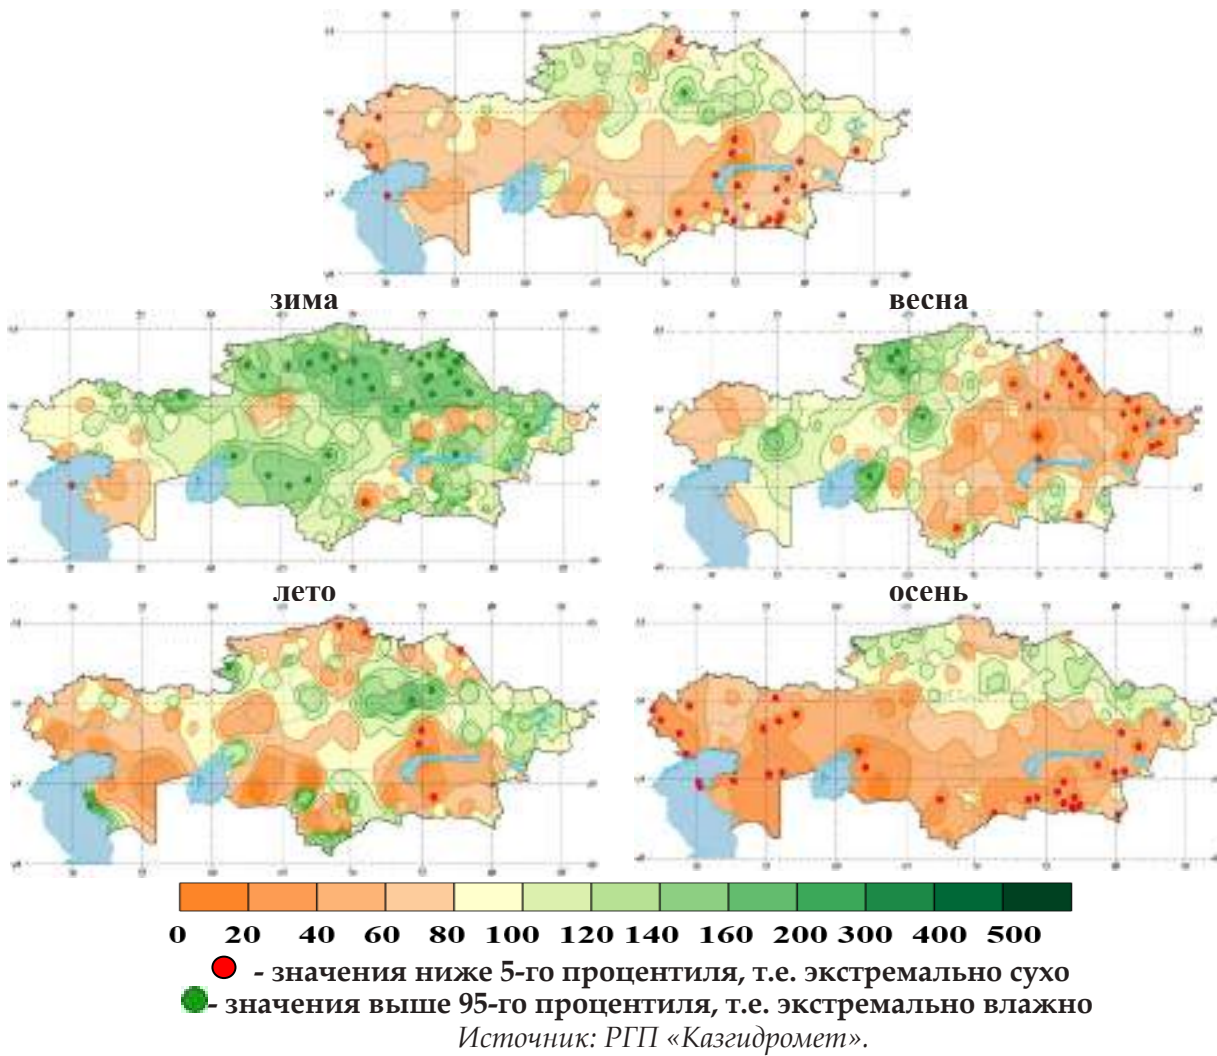 зима весна
лето осень
0 20 40 60 80 100 120 140 160 200 300 400 500
- значения ниже 5-го процентиля, т.е. экстремально сухо
- значения выше 95-го процентиля, т.е. экстремально влажно
Источник: РГП «Казгидромет».